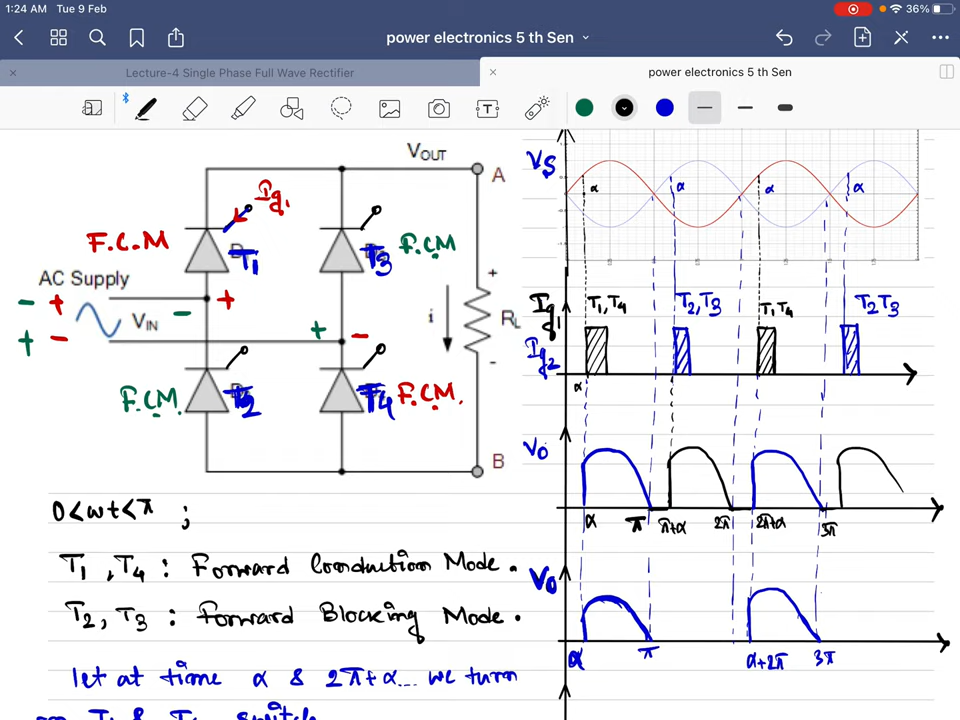 1:24 AM Tue 9 Feb
36%
power electronics 5 th Sen
Lecture-4 Single Phase Full Wave Rectifier
power electronics 5 th Sen
VOUT
A
Ig1
F.C.M
T1
T3
F.C.M
AC Supply
- +
+
VIN
-
+ -
+ -
i
+
RL
-
F.C.M.
T2
T4
F.C.M.
B
VS
α
α
α
α
Ig1
T1, T4
T2, T3
T1, T4
T2 T3
Ig2
α
Vo
α
π
π+α
2π
2π+α
3π
Vo
α
π
α+2π
3π
0<wt<π ;
T1, T4 : Forward Conduction Mode.
T2, T3 : Forward Blocking Mode.
let at time α & 2π+α... we turn